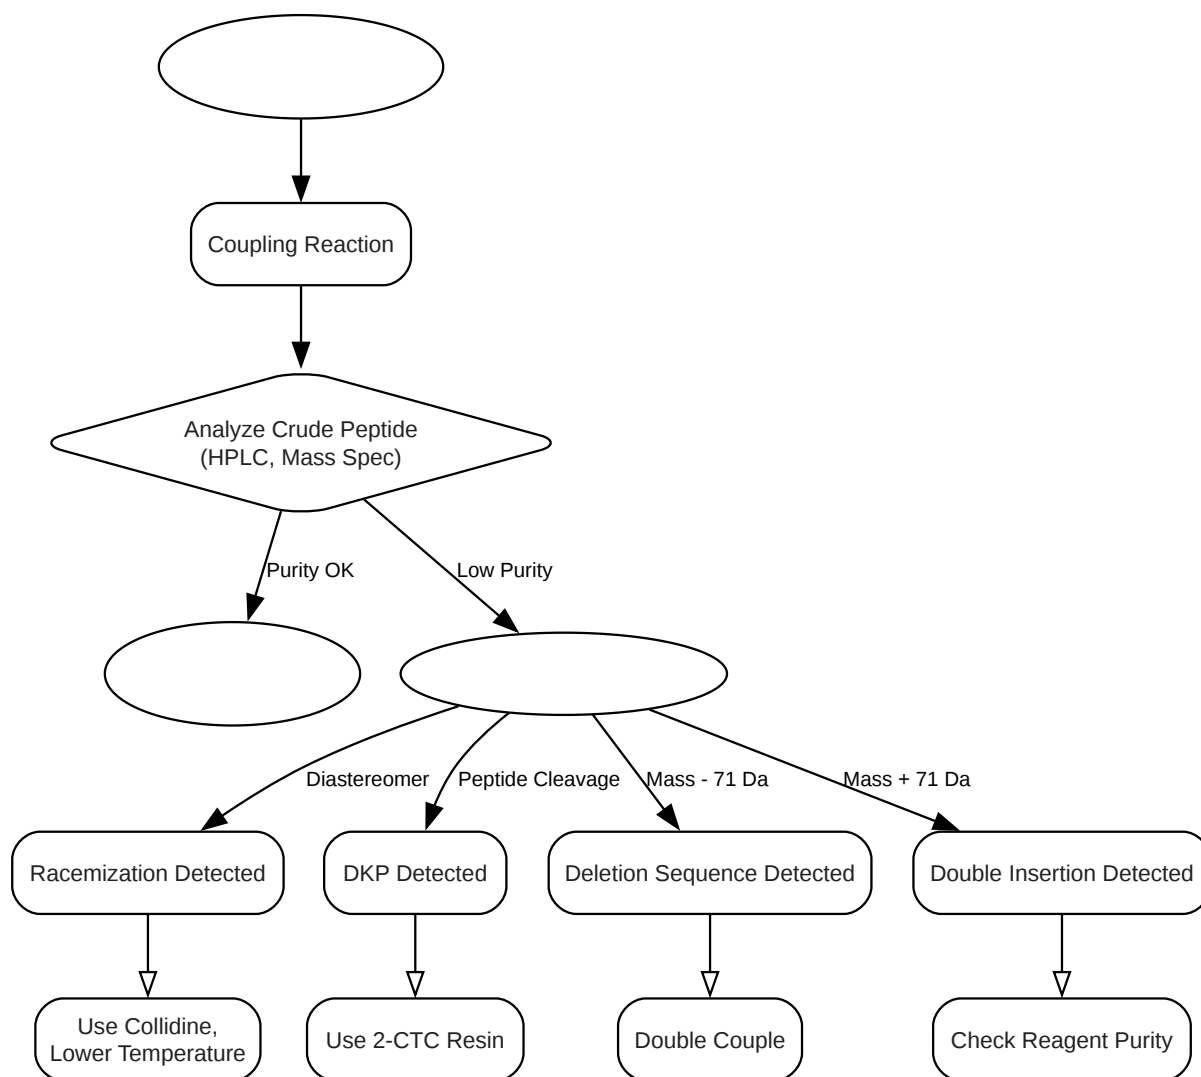 Coupling Reaction
Analyze Crude Peptide
(HPLC, Mass Spec)
Purity OK
Low Purity
Diastereomer
Peptide Cleavage
Mass - 71 Da
Mass + 71 Da
Racemization Detected
DKP Detected
Deletion Sequence Detected
Double Insertion Detected
Use Collidine,
Lower Temperature
Use 2-CTC Resin
Double Couple
Check Reagent Purity